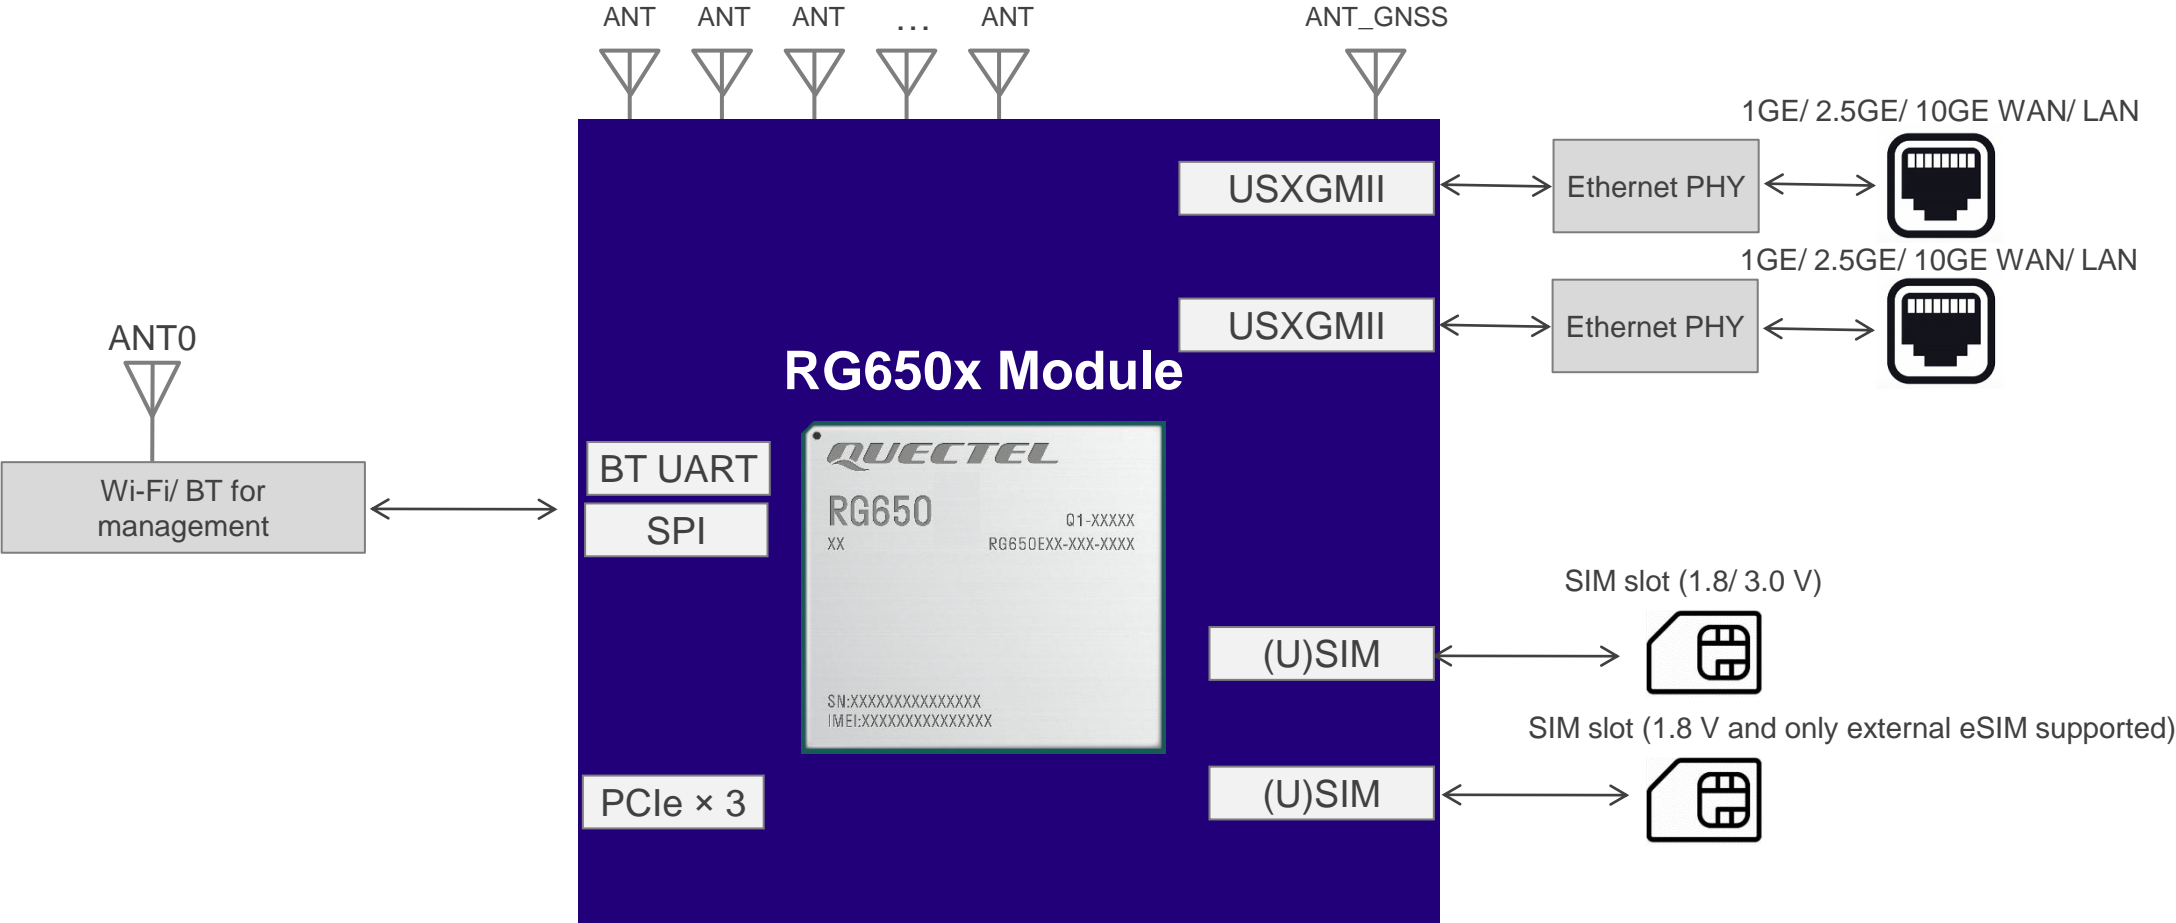 ANT ANT ANT ... ANT ANT_GNSS
1GE/ 2.5GE/ 10GE WAN/ LAN
USXGMII
Ethernet PHY
1GE/ 2.5GE/ 10GE WAN/ LAN
USXGMII
Ethernet PHY
ANT0
RG650x Module
Wi-Fi/ BT for
management
BT UART
SPI
QUECTEL
RG650
Q1-XXXXX
XX
RG650EXX-XXX-XXXX
SN:XXXXXXXXXXXXXXX
IMEI:XXXXXXXXXXXXXXX
SIM slot (1.8/ 3.0 V)
(U)SIM
SIM slot (1.8 V and only external eSIM supported)
(U)SIM
PCIe × 3